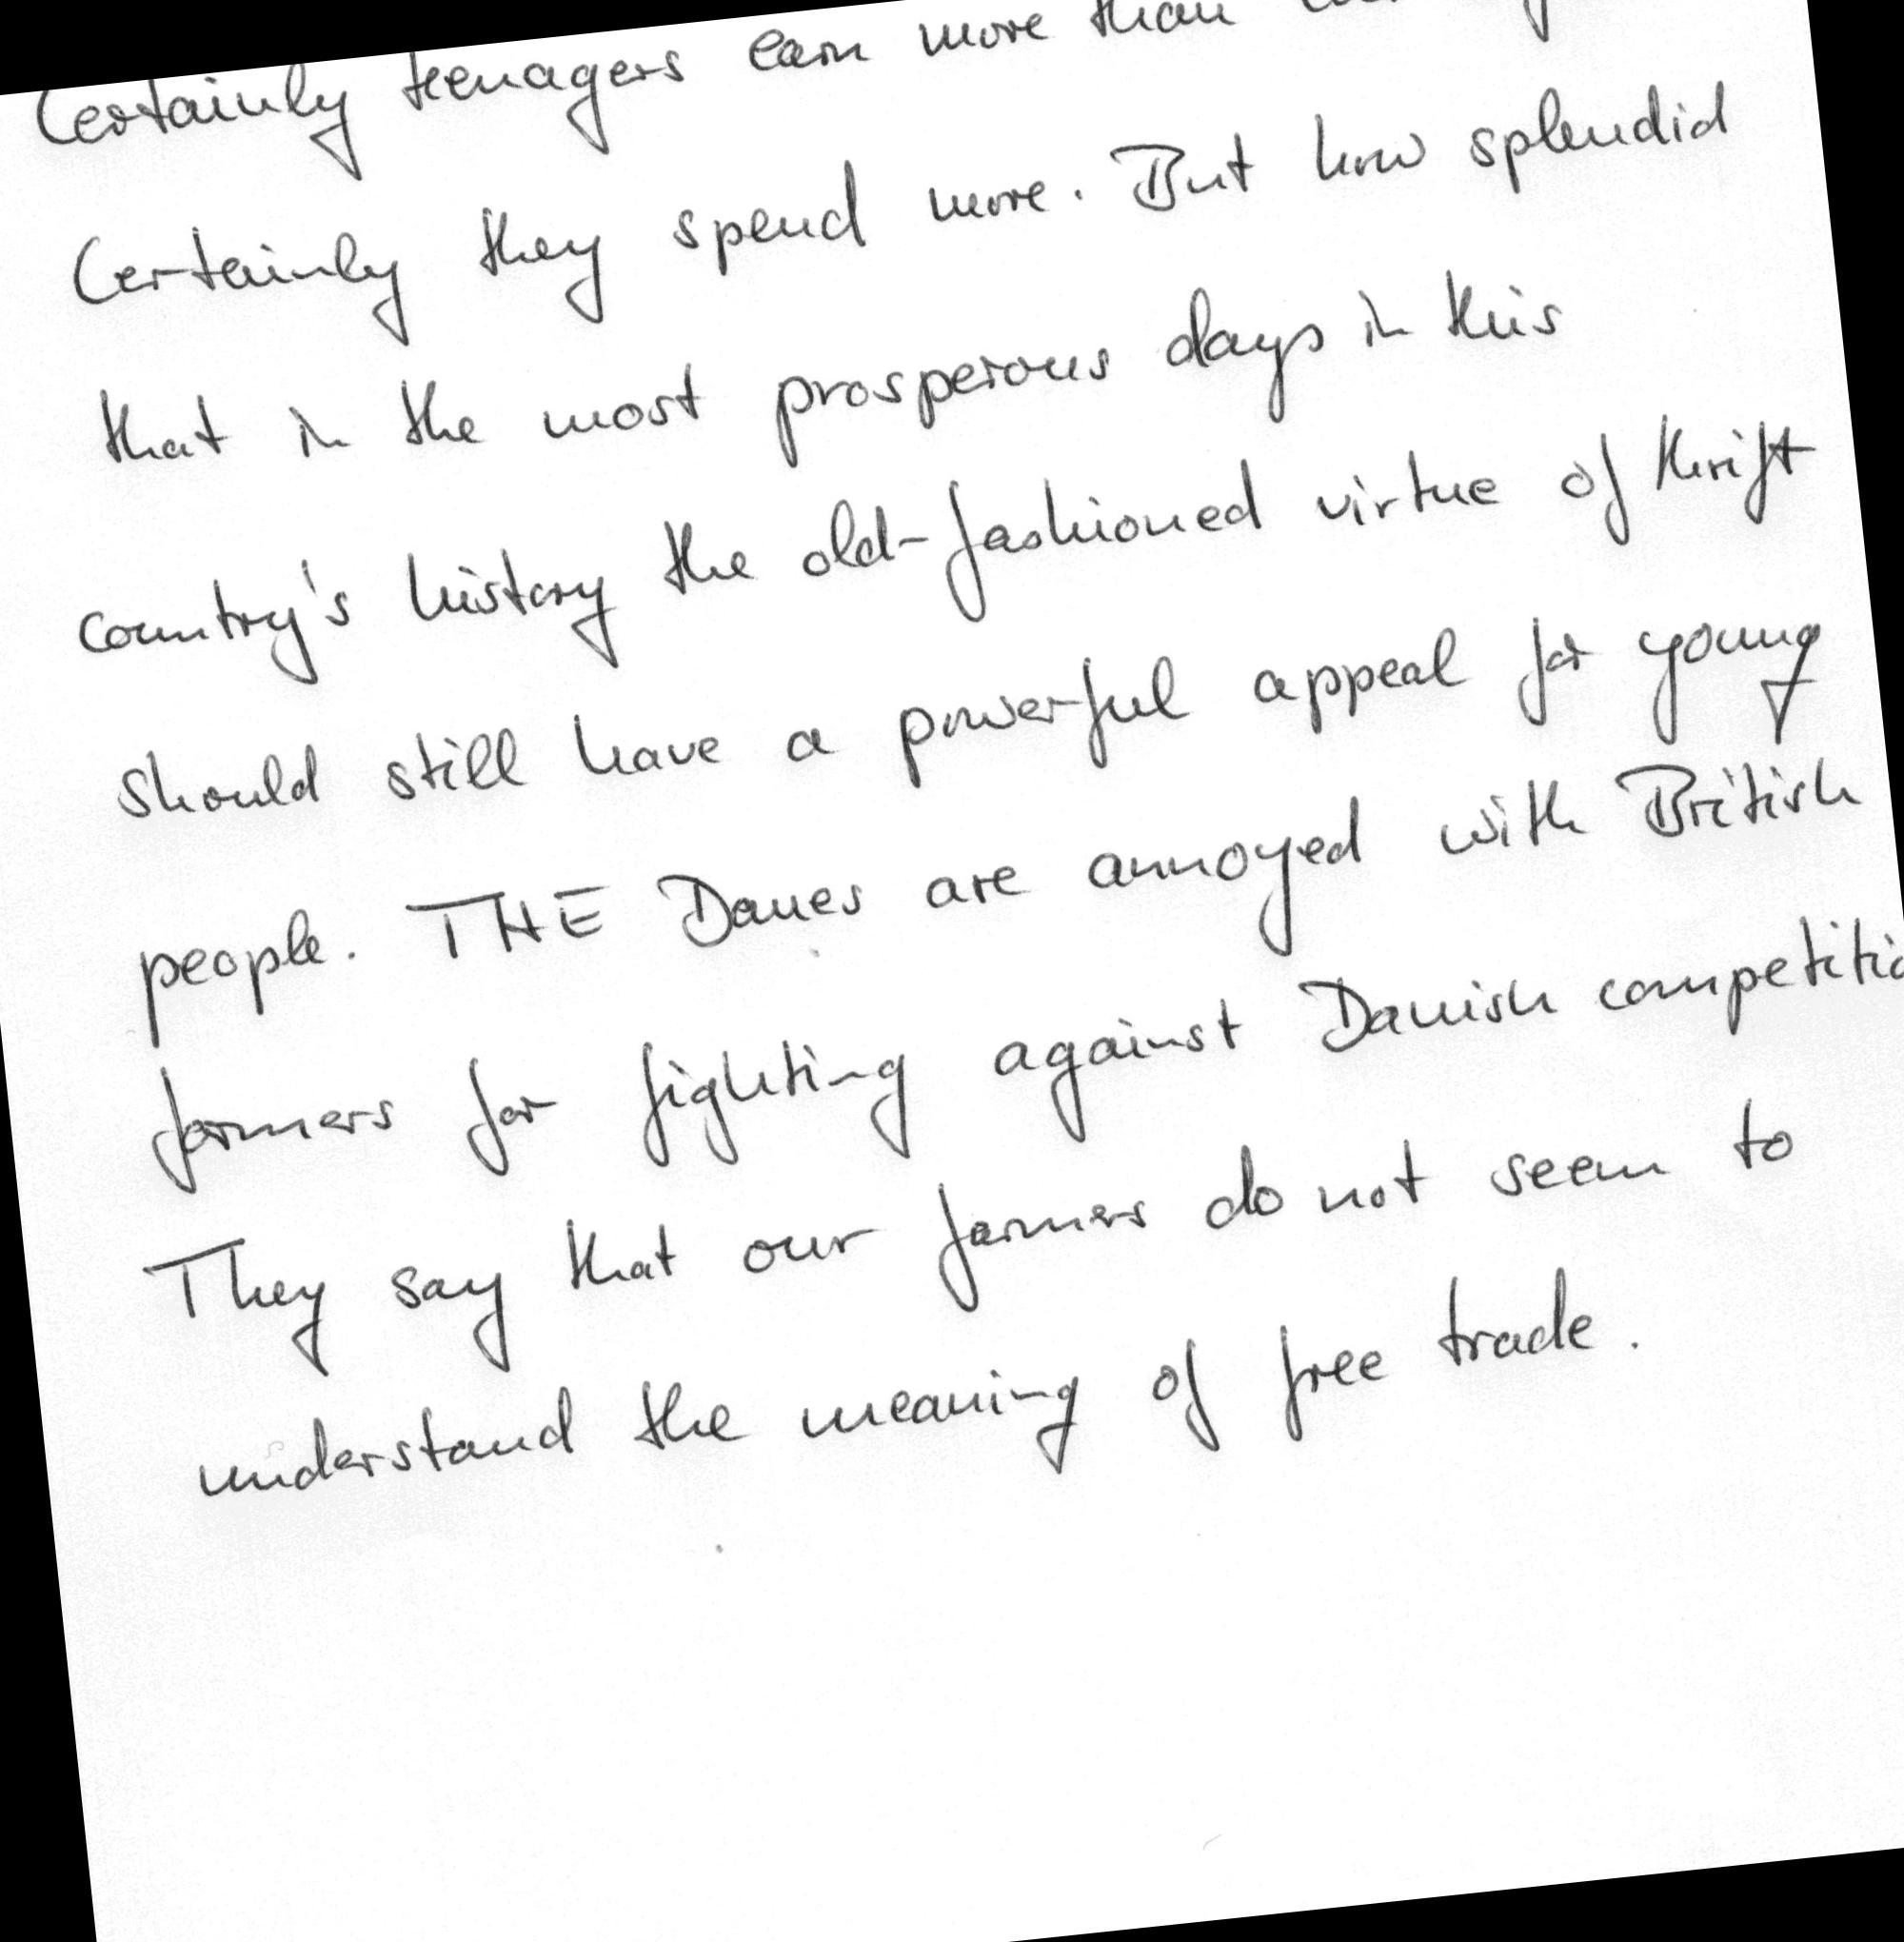 Certainly teenagers earn more than
Certainly they spend more. But how splendid
that in the most prosperous days in this
country's history the old-fashioned virtue of thrift
should still have a powerful appeal for young
people. THE Danes are annoyed with British
farmers for fighting against Danish competitio
They say that our farmers do not seem to
understand the meaning of free trade.